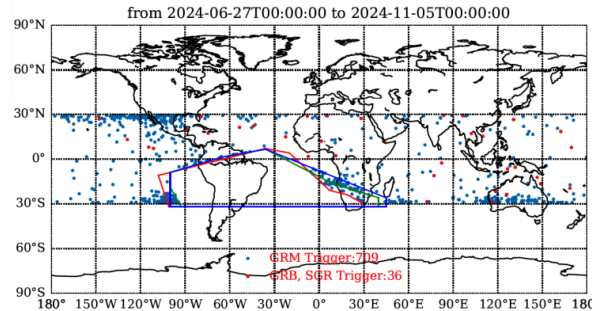 from 2024-06-27T00:00:00 to 2024-11-05T00:00:00
90°N
60°N
30°N
0°
30°S
60°S
90°S
GRM Trigger:709
GRB, SGR Trigger:36
180° 150°W 120°W 90°W 60°W 30°W 0° 30°E 60°E 90°E 120°E 150°E 180°